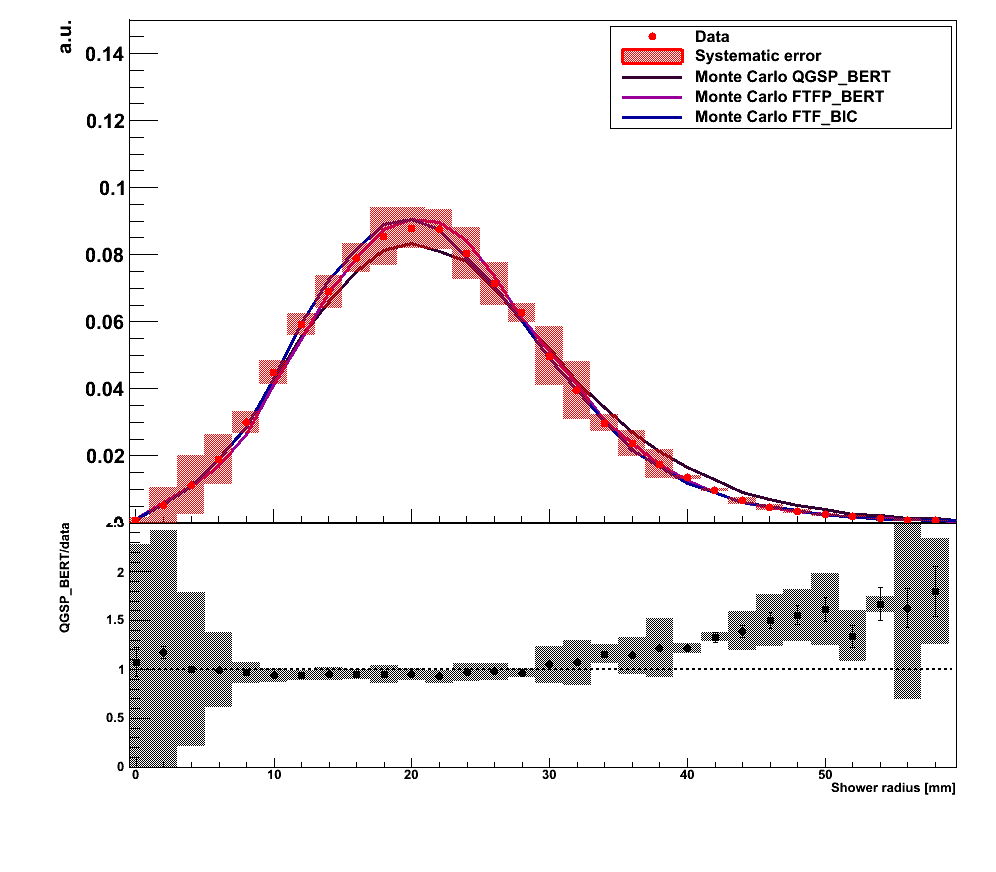 a.u.
Data
Systematic error
Monte Carlo QGSP_BERT
Monte Carlo FTFP_BERT
Monte Carlo FTF_BIC
0.14
0.12
0.1
0.08
0.06
0.04
0.02
QGSP_BERT/data
2
1.5
1
0.5
0
0 10 20 30 40 50
Shower radius [mm]